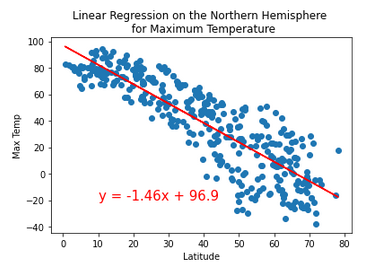 Linear Regression on the Northern Hemisphere
for Maximum Temperature
100
80
60
40
20
0
−20
−40
Max Temp
y = -1.46x + 96.9
0 10 20 30 40 50 60 70 80
Latitude